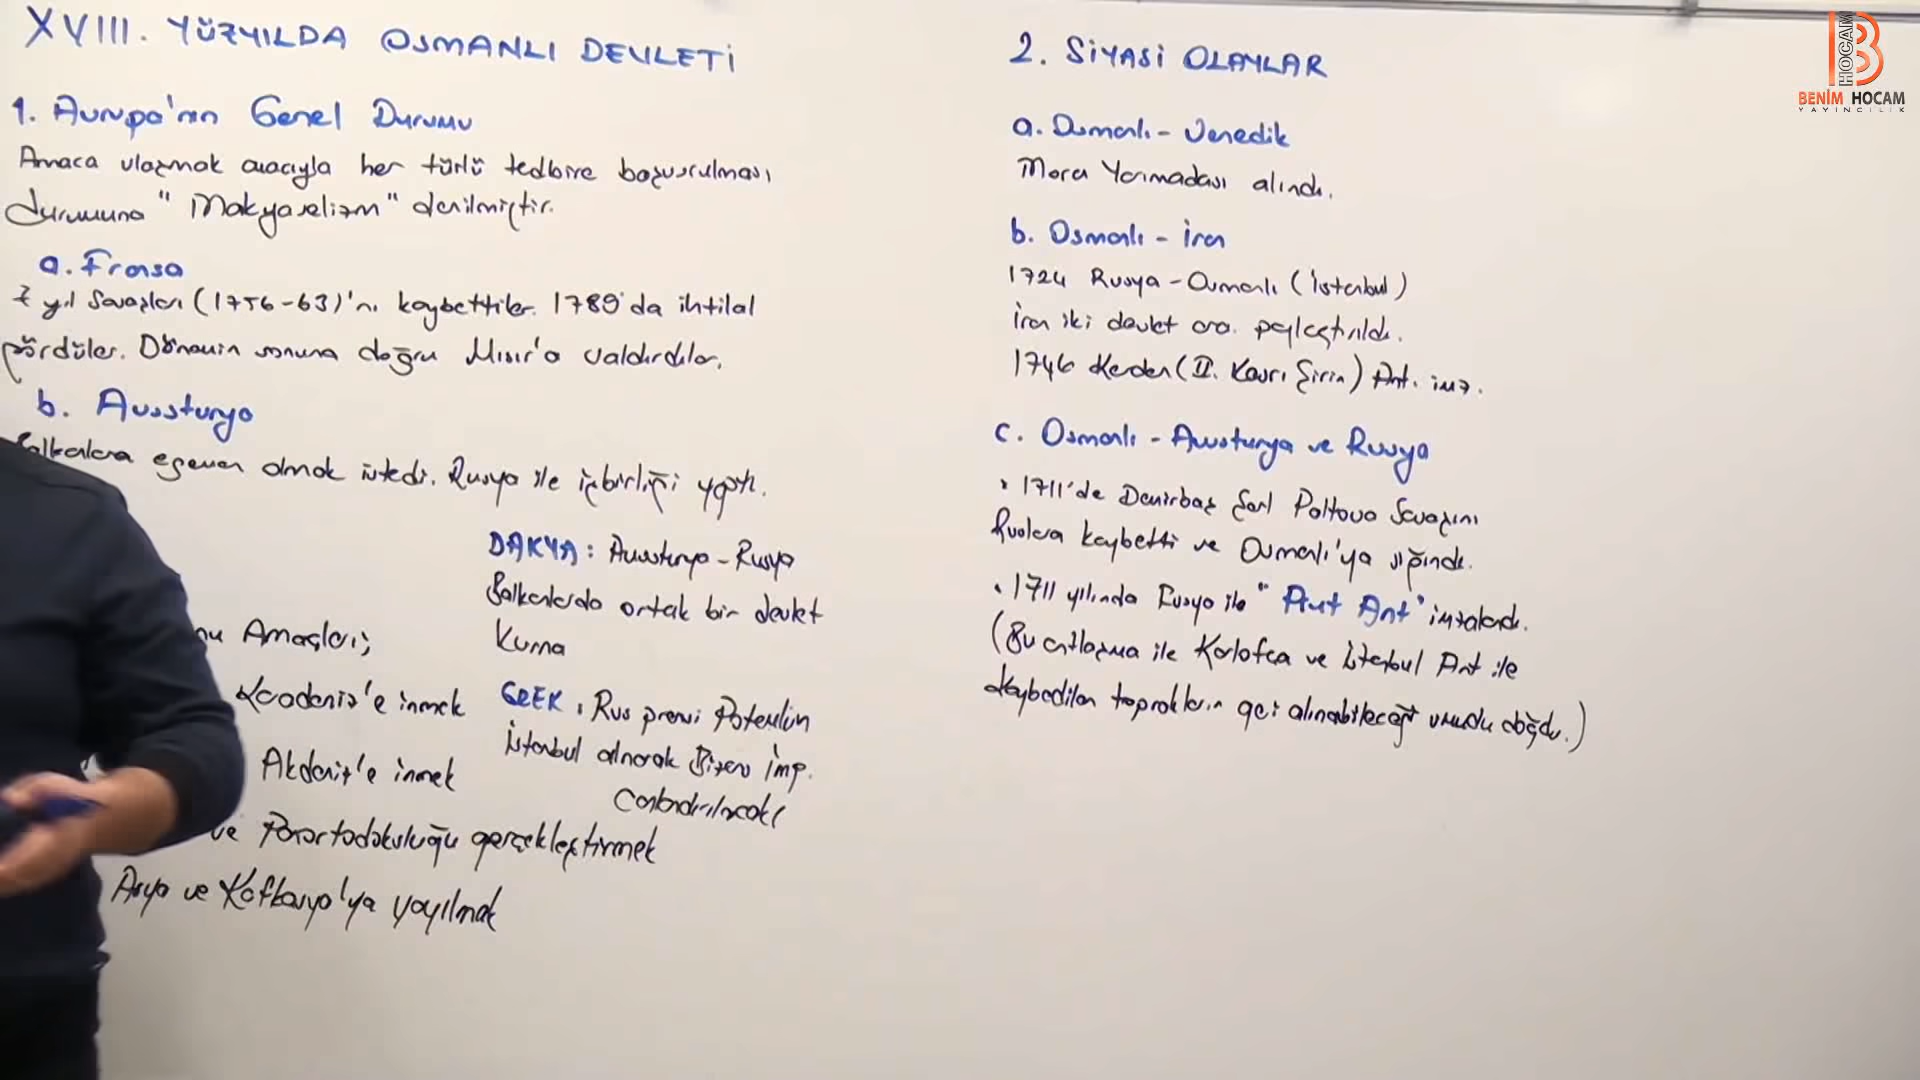 XVIII. YÜZYILDA OSMANLI DEVLETİ
1. Avrupa'nın Genel Durumu
Amaca ulaşmak amacıyla her türlü tedbire başvurulması
durumuna "Makyavelizm" denilmiştir.
a. Fransa
7 yıl Savaşları (1756-63)'nı kaybettiler. 1789'da ihtilal
gördüler. Dönemin sonuna doğru Mısır'a saldırdılar.
b. Avusturya
Balkanlara egemen olmak istedi. Rusya ile işbirliği yaptı.
DAKYA: Avusturya-Rusya
Balkanlarda ortak bir devlet
Kurma
Amaçları;
Karadeniz'e inmek
GREK: Rus prensi Potemkin
İstanbul alınarak Bizans İmp.
Canlandırılacaktı
Akdeniz'e inmek
ve Panortodoksluğu gerçekleştirmek
Asya ve Kafkasya'ya yayılmak
2. SİYASİ OLAYLAR
a. Osmanlı - Venedik
Mora Yarımadası alındı.
b. Osmanlı - İran
1724 Rusya - Osmanlı (İstanbul)
İran iki devlet ara. paylaştırıldı.
1746 Kerden (II. Kasrı Şirin) Ant. imz.
c. Osmanlı - Avusturya ve Rusya
• 1711'de Demirbaş Şarl Poltova Savaşını
Ruslara kaybetti ve Osmanlı'ya sığındı.
• 1711 yılında Rusya ile "Prut Ant" imzalandı.
(Bu antlaşma ile Karlofça ve İstanbul Ant ile
Kaybedilen toprakların geri alınabileceği umudu doğdu.)
B HOCAM
BENİM HOCAM
YAYINCILIK